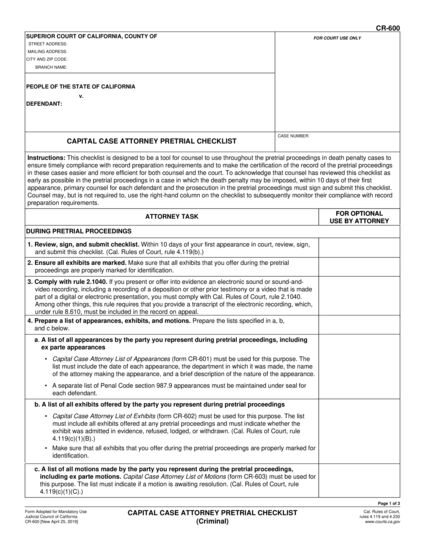 CR-600
SUPERIOR COURT OF CALIFORNIA, COUNTY OF
STREET ADDRESS:
MAILING ADDRESS:
CITY AND ZIP CODE:
BRANCH NAME:
FOR COURT USE ONLY
PEOPLE OF THE STATE OF CALIFORNIA
v.
DEFENDANT:
CAPITAL CASE ATTORNEY PRETRIAL CHECKLIST
CASE NUMBER:
Instructions: This checklist is designed to be a tool for counsel to use throughout the pretrial proceedings in death penalty cases to
ensure timely compliance with record preparation requirements and to make the certification of the record of the pretrial proceedings
in these cases easier and more efficient for both counsel and the court. To acknowledge that counsel has reviewed this checklist as
early as possible in the pretrial proceedings in a case in which the death penalty may be imposed, within 10 days of their first
appearance, primary counsel for each defendant and the prosecution in the pretrial proceedings must sign and submit this checklist.
Counsel may, but is not required to, use the right-hand column on the checklist to subsequently monitor their compliance with record
preparation requirements.
ATTORNEY TASK
FOR OPTIONAL
USE BY ATTORNEY
DURING PRETRIAL PROCEEDINGS
1. Review, sign, and submit checklist. Within 10 days of your first appearance in court, review, sign,
and submit this checklist. (Cal. Rules of Court, rule 4.119(b).)
2. Ensure all exhibits are marked. Make sure that all exhibits that you offer during the pretrial
proceedings are properly marked for identification.
3. Comply with rule 2.1040. If you present or offer into evidence an electronic sound or sound-and-
video recording, including a recording of a deposition or other prior testimony or a video that is made
part of a digital or electronic presentation, you must comply with Cal. Rules of Court, rule 2.1040.
Among other things, this rule requires that you provide a transcript of the electronic recording, which,
under rule 8.610, must be included in the record on appeal.
4. Prepare a list of appearances, exhibits, and motions. Prepare the lists specified in a, b,
and c below.
a. A list of all appearances by the party you represent during pretrial proceedings, including
ex parte appearances
• Capital Case Attorney List of Appearances (form CR-601) must be used for this purpose. The
list must include the date of each appearance, the department in which it was made, the name
of the attorney making the appearance, and a brief description of the nature of the appearance.
• A separate list of Penal Code section 987.9 appearances must be maintained under seal for
each defendant.
b. A list of all exhibits offered by the party you represent during pretrial proceedings
• Capital Case Attorney List of Exhibits (form CR-602) must be used for this purpose. The list
must include all exhibits offered at any pretrial proceedings and must indicate whether the
exhibit was admitted in evidence, refused, lodged, or withdrawn. (Cal. Rules of Court, rule
4.119(c)(1)(B).)
• Make sure that all exhibits that you offer during the pretrial proceedings are properly marked for
identification.
c. A list of all motions made by the party you represent during the pretrial proceedings,
including ex parte motions. Capital Case Attorney List of Motions (form CR-603) must be used for
this purpose. The list must indicate if a motion is awaiting resolution. (Cal. Rules of Court, rule
4.119(c)(1)(C).)
Page 1 of 3
Form Adopted for Mandatory Use
Judicial Council of California
CR-600 [New April 25, 2019]
CAPITAL CASE ATTORNEY PRETRIAL CHECKLIST
(Criminal)
Cal. Rules of Court,
rules 4.119 and 4.230
www.courts.ca.gov